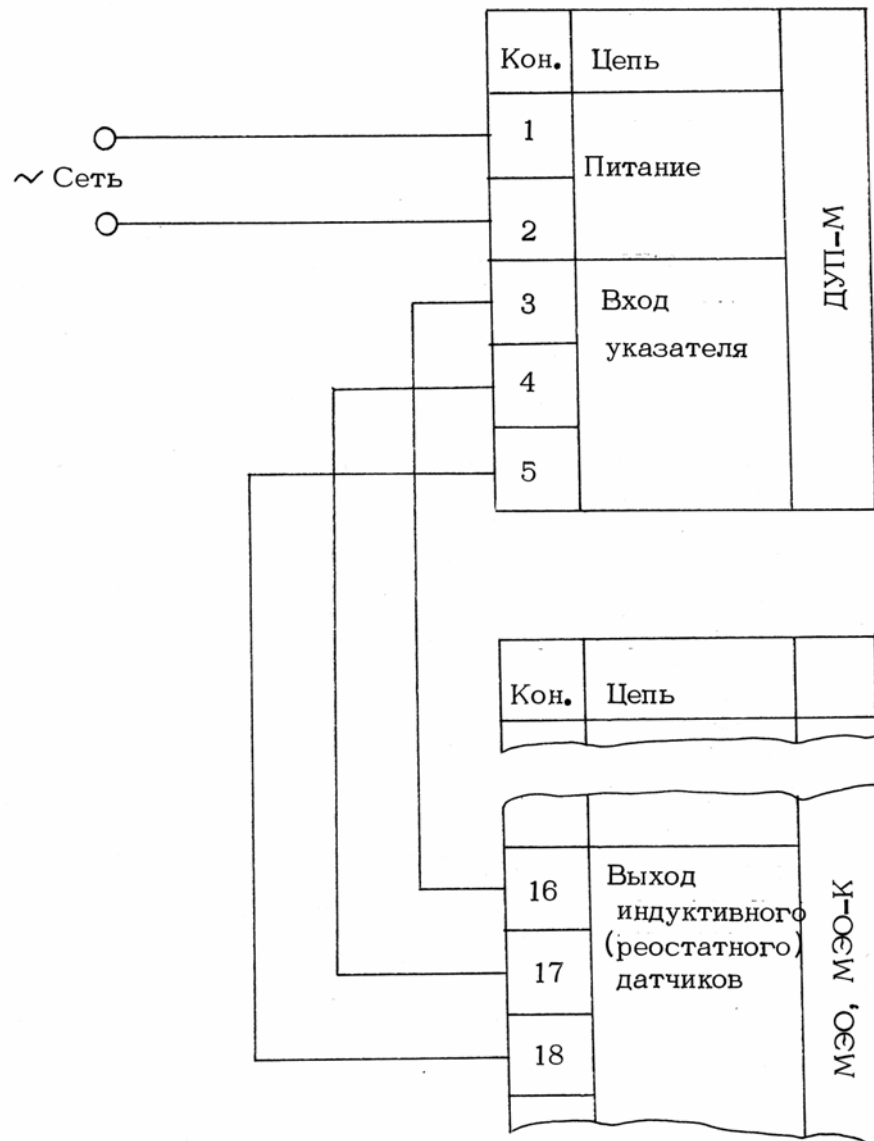 Кон. Цепь
1
Питание
~ Сеть
2
3 Вход
указателя
4
5
ДУП-М
Кон. Цепь
16 Выход
индуктивного
(реостатного)
17 датчиков
18
МЭО, МЭО-К